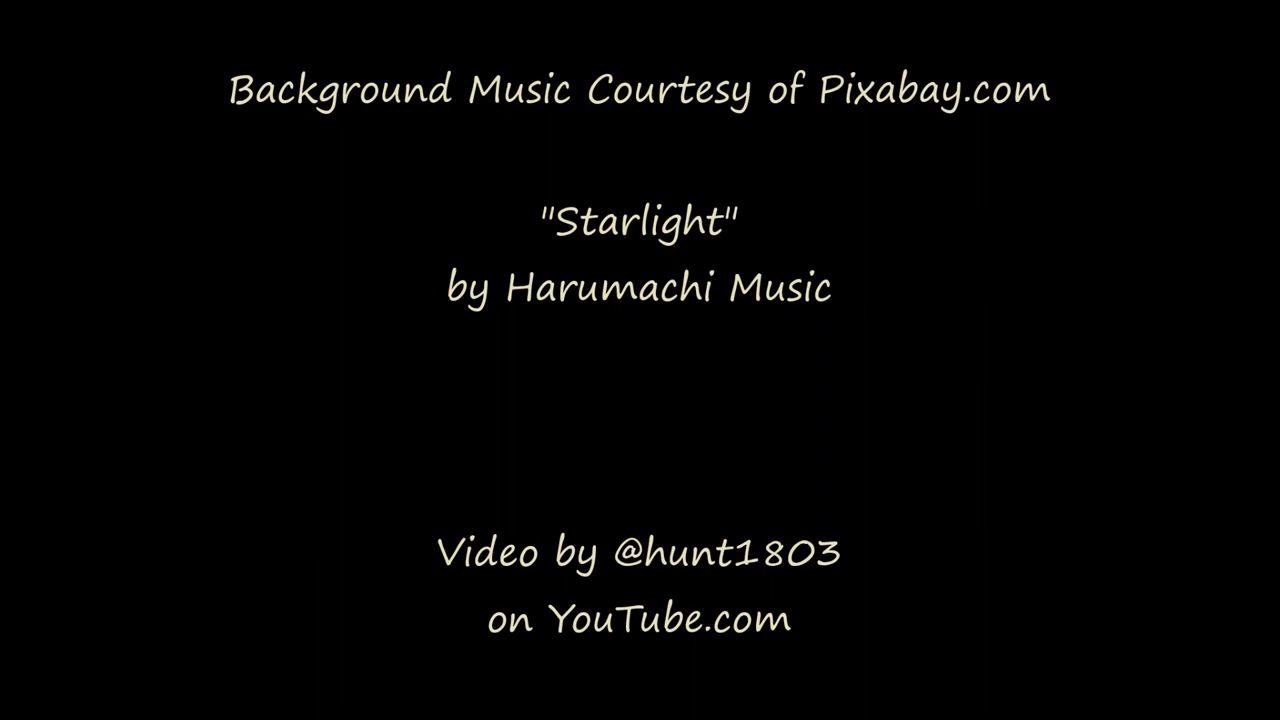 Background Music Courtesy of Pixabay.com
"Starlight"
by Harumachi Music
Video by @hunt1803
on YouTube.com